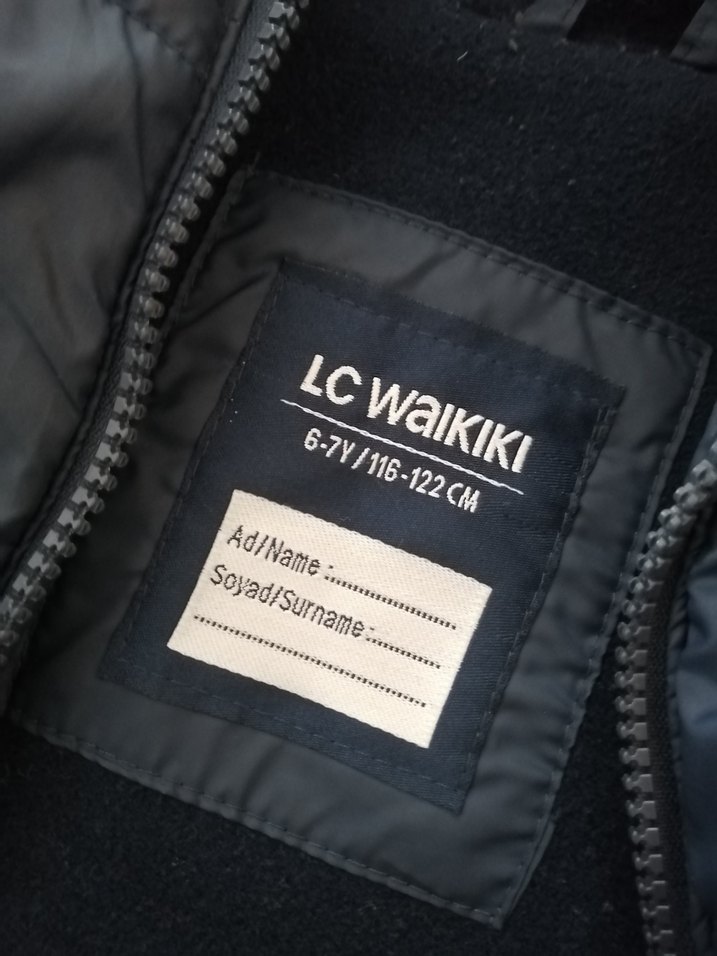 LC WAIKIKI
6-7Y/116-122 CM
Ad/Name:....................
Soyad/Surname:..........
....................................